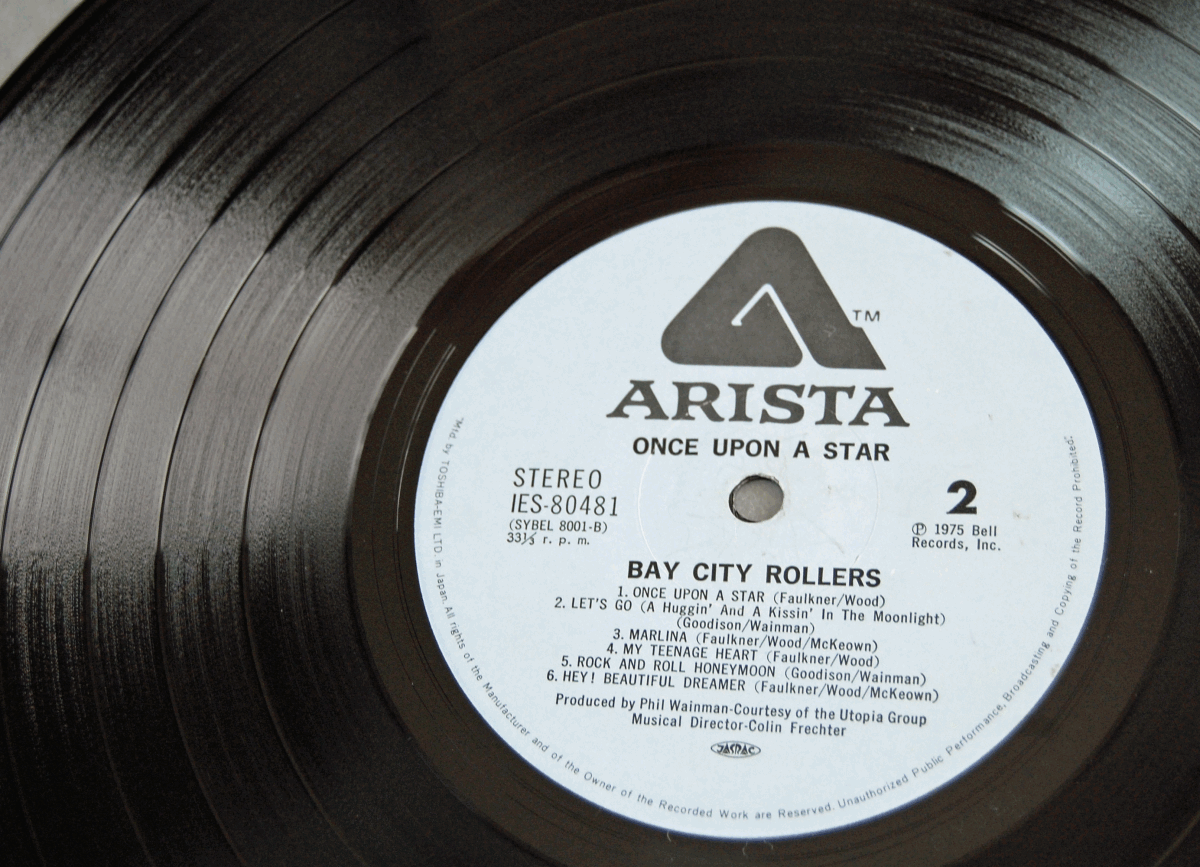 TM
ARISTA
ONCE UPON A STAR
STEREO
IES-80481
(SYBEL 8001-B)
33⅓ r. p. m.
2
Ⓟ 1975 Bell
Records, Inc.
BAY CITY ROLLERS
1. ONCE UPON A STAR (Faulkner/Wood)
2. LET'S GO (A Huggin' And A Kissin' In The Moonlight)
(Goodison/Wainman)
3. MARLINA (Faulkner/Wood/McKeown)
4. MY TEENAGE HEART (Faulkner/Wood)
5. ROCK AND ROLL HONEYMOON (Goodison/Wainman)
6. HEY! BEAUTIFUL DREAMER (Faulkner/Wood/McKeown)
Produced by Phil Wainman-Courtesy of the Utopia Group
Musical Director-Colin Frechter
JASRAC
"Mfd by TOSHIBA-EMI LTD. in Japan. All rights of the Manufacturer and of the Owner of the Recorded Work are Reserved. Unauthorized Public Performance, Broadcasting and Copying of the Record Prohibited."